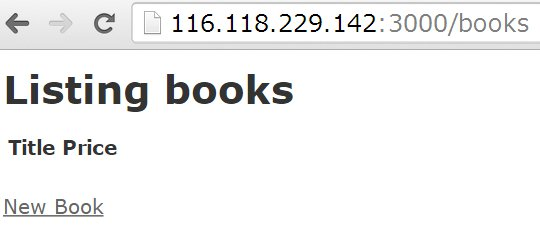 116.118.229.142:3000/books
Listing books
Title Price
New Book